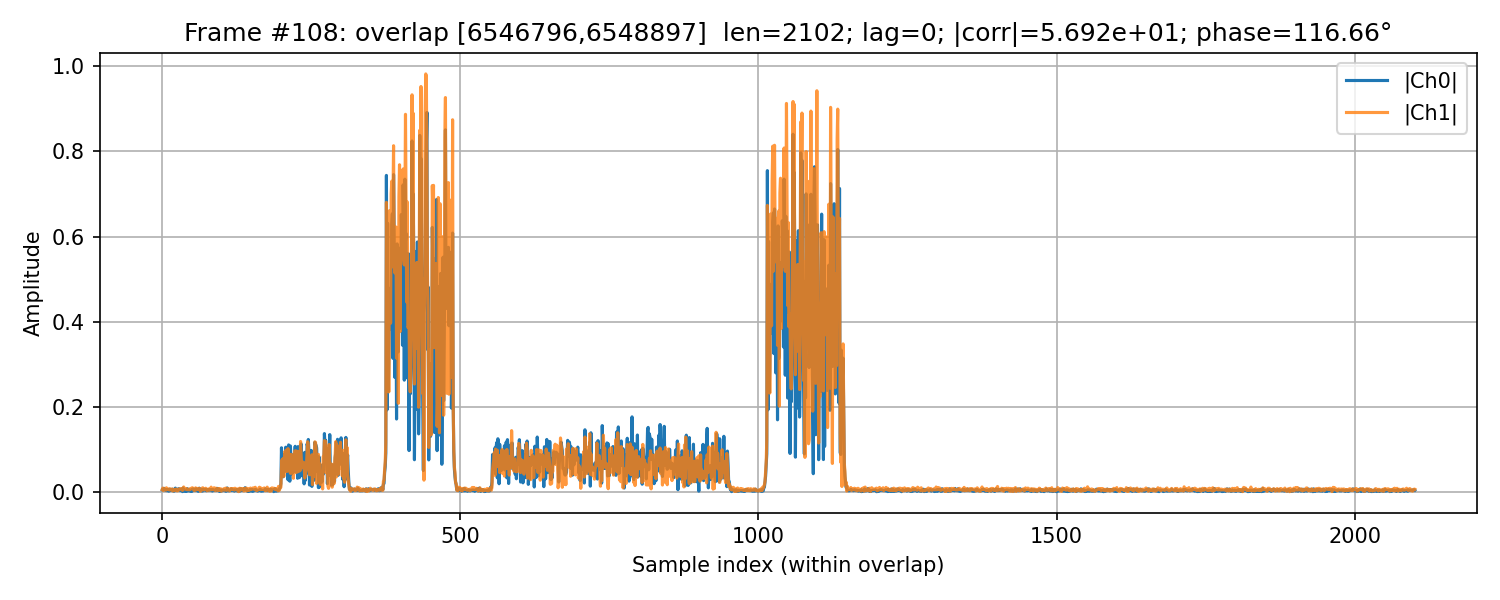 Frame #108: overlap [6546796,6548897]  len=2102; lag=0; |corr|=5.692e+01; phase=116.66°
|Ch0|
|Ch1|
Amplitude
1.0
0.8
0.6
0.4
0.2
0.0
0
500
1000
1500
2000
Sample index (within overlap)